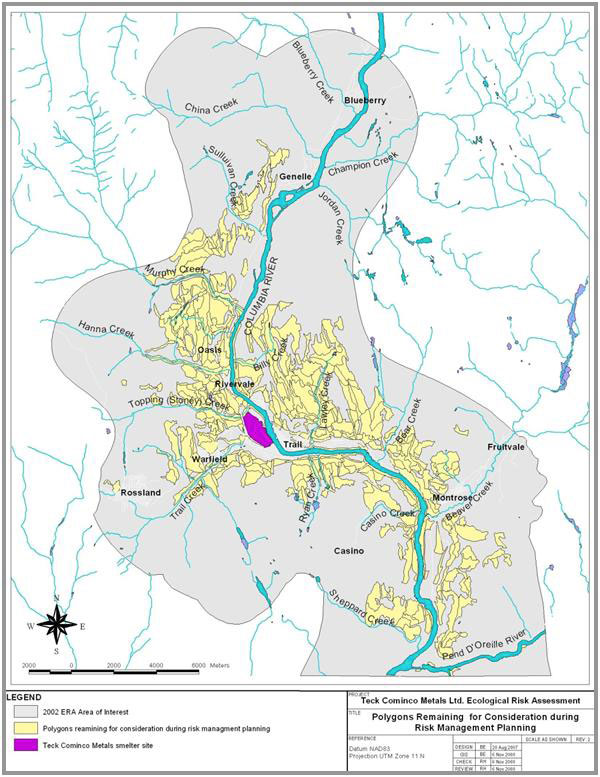 Blueberry Creek
Blueberry
China Creek
Sulluivan Creek
Champion Creek
Genelle
Jordan Creek
Murphy Creek
COLUMBIA RIVER
Hanna Creek
Oasis
Billy Creek
Rivervale
Topping (Stoney) Creek
Lawley Creek
Bear Creek
Trail
Fruitvale
Warfield
Rossland
Trail Creek
Ryan Creek
Montrose
Beaver Creek
Casino Creek
Casino
Sheppard Creek
Pend D'Oreille River
N
W E
S
2000 0 2000 4000 6000 Meters
LEGEND
2002 ERA Area of Interest
Polygons reamining for consideration during risk managment planning
Teck Cominco Metals smelter site
PROJECT
Teck Cominco Metals Ltd. Ecological Risk Assessment
TITLE
Polygons Remaining for Consideration during
Risk Management Planning
REFERENCE
Datum NAD83
Projection UTM Zone 11 N
SCALE AS SHOWN REV. 2
DESIGN BE 20 Aug 2007
GIS BE 6 Nov 2008
CHECK RH 6 Nov 2008
REVIEW RH 6 Nov 2008